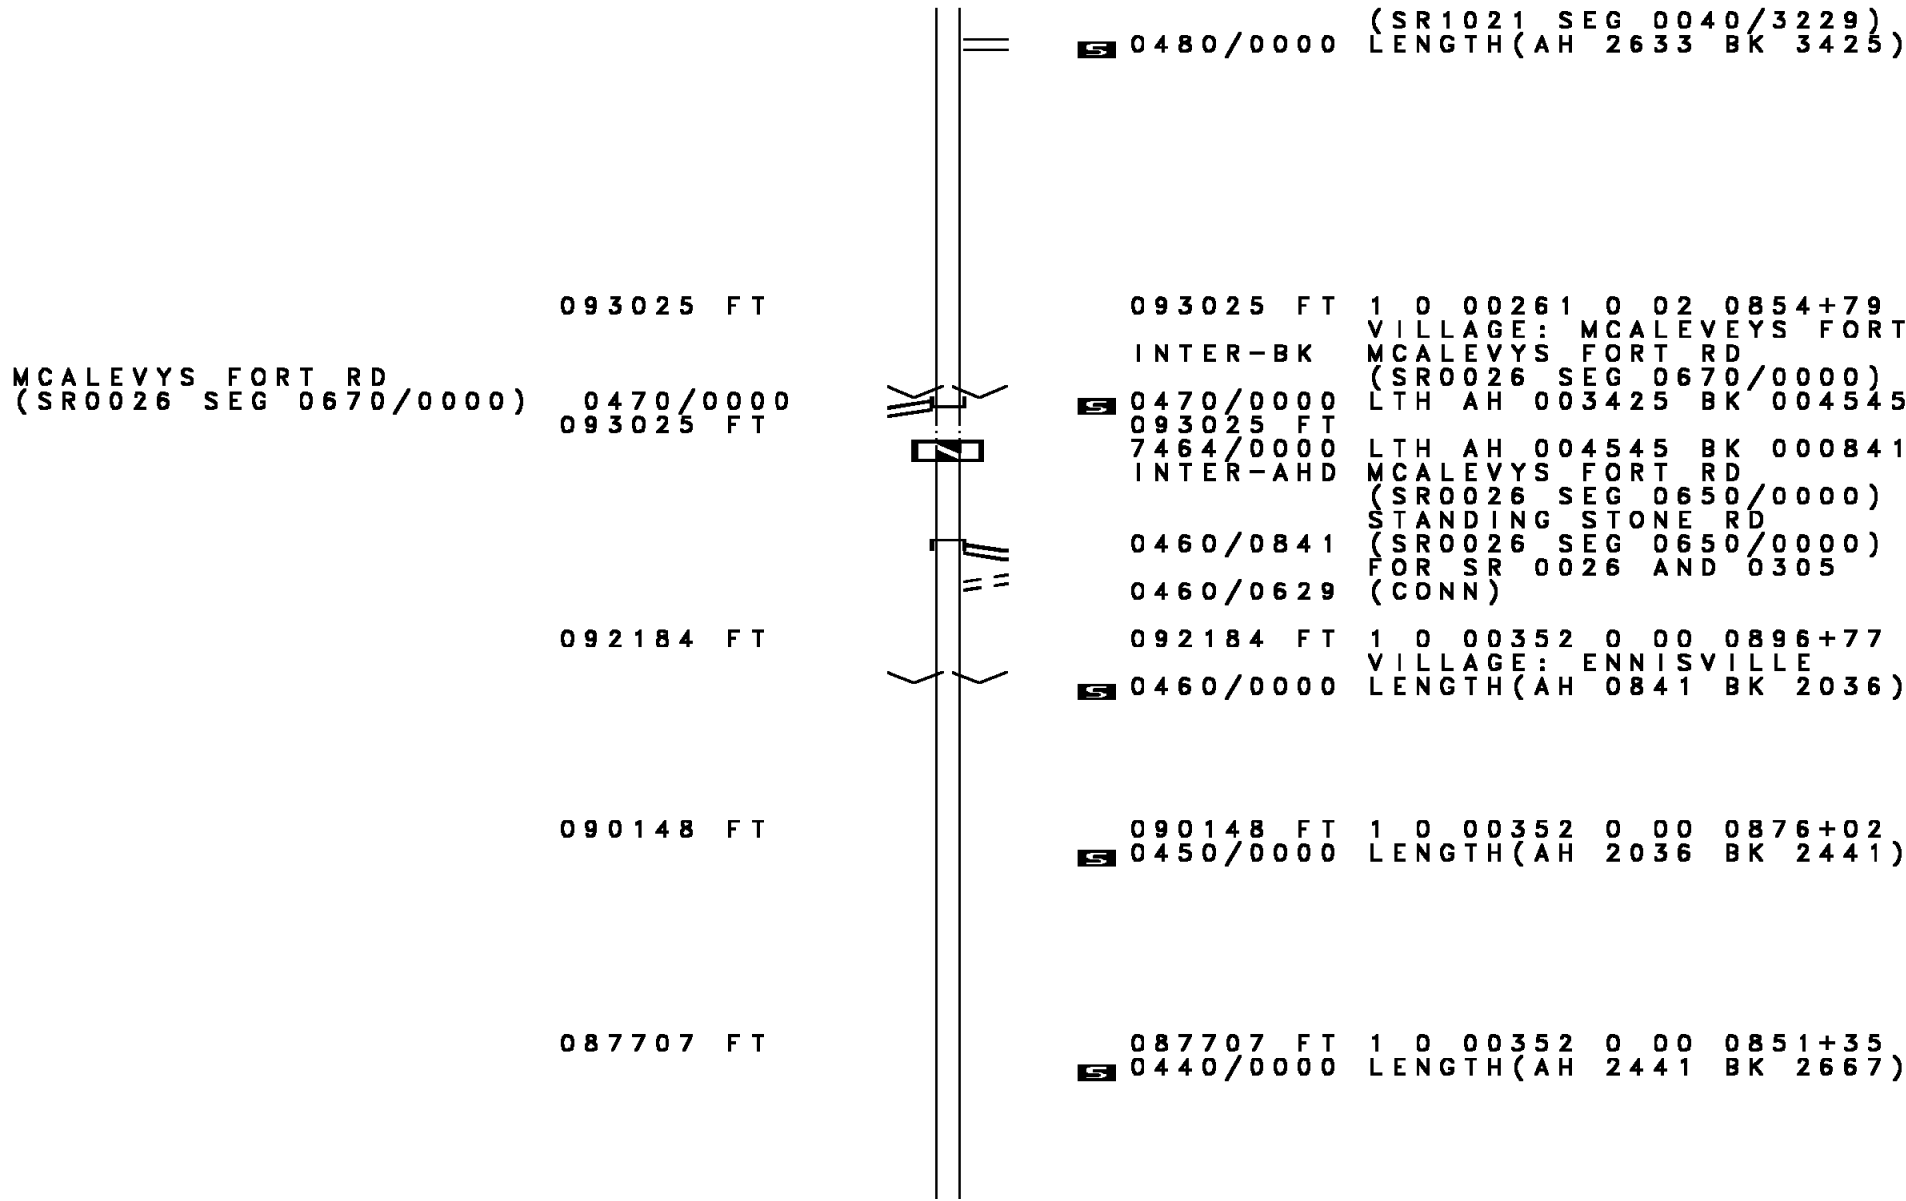 (SR1021 SEG 0040/3229)
S 0480/0000 LENGTH(AH 2633 BK 3425)
093025 FT 093025 FT 1 0 00261 0 02 0854+79
VILLAGE: MCALEVEYS FORT
INTER-BK MCALEVYS FORT RD
MCALEVYS FORT RD (SR0026 SEG 0670/0000)
(SR0026 SEG 0670/0000) 0470/0000 S 0470/0000 LTH AH 003425 BK 004545
093025 FT 093025 FT
7464/0000 LTH AH 004545 BK 000841
INTER-AHD MCALEVYS FORT RD
(SR0026 SEG 0650/0000)
STANDING STONE RD
0460/0841 (SR0026 SEG 0650/0000)
FOR SR 0026 AND 0305
0460/0629 (CONN)
092184 FT 092184 FT 1 0 00352 0 00 0896+77
VILLAGE: ENNISVILLE
S 0460/0000 LENGTH(AH 0841 BK 2036)
090148 FT 090148 FT 1 0 00352 0 00 0876+02
S 0450/0000 LENGTH(AH 2036 BK 2441)
087707 FT 087707 FT 1 0 00352 0 00 0851+35
S 0440/0000 LENGTH(AH 2441 BK 2667)